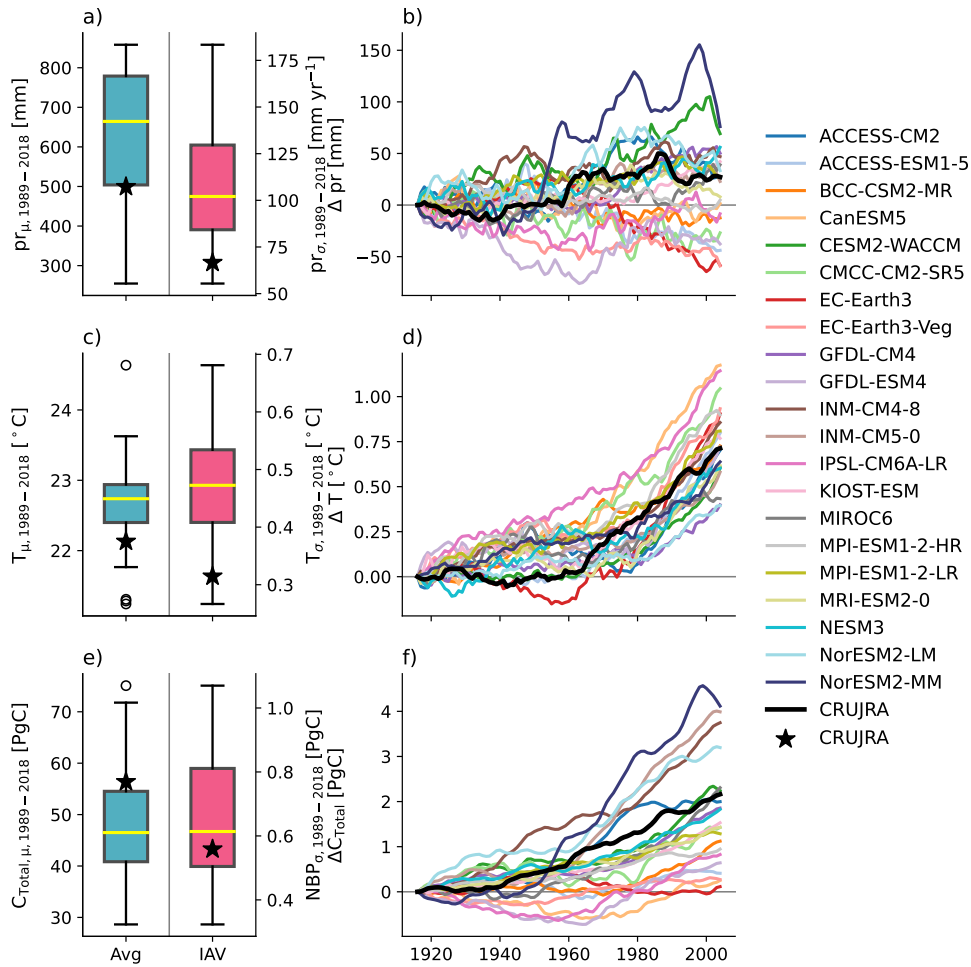 a)
b)
pr_μ,1989−2018 [mm]
800
700
600
500
400
300
175
150
125
100
75
50
pr_σ,1989−2018 [mm yr⁻¹]
Δ pr [mm]
150
100
50
0
−50
c)
d)
T_μ,1989−2018 [°C]
24
23
22
0.7
0.6
0.5
0.4
0.3
T_σ,1989−2018 [°C]
Δ T [°C]
1.00
0.75
0.50
0.25
0.00
e)
f)
C_Total, μ, 1989−2018 [PgC]
70
60
50
40
30
1.0
0.8
0.6
0.4
NBP_σ,1989−2018 [PgC]
ΔC_Total [PgC]
4
3
2
1
0
−1
Avg
IAV
1920
1940
1960
1980
2000
ACCESS-CM2
ACCESS-ESM1-5
BCC-CSM2-MR
CanESM5
CESM2-WACCM
CMCC-CM2-SR5
EC-Earth3
EC-Earth3-Veg
GFDL-CM4
GFDL-ESM4
INM-CM4-8
INM-CM5-0
IPSL-CM6A-LR
KIOST-ESM
MIROC6
MPI-ESM1-2-HR
MPI-ESM1-2-LR
MRI-ESM2-0
NESM3
NorESM2-LM
NorESM2-MM
CRUJRA
CRUJRA